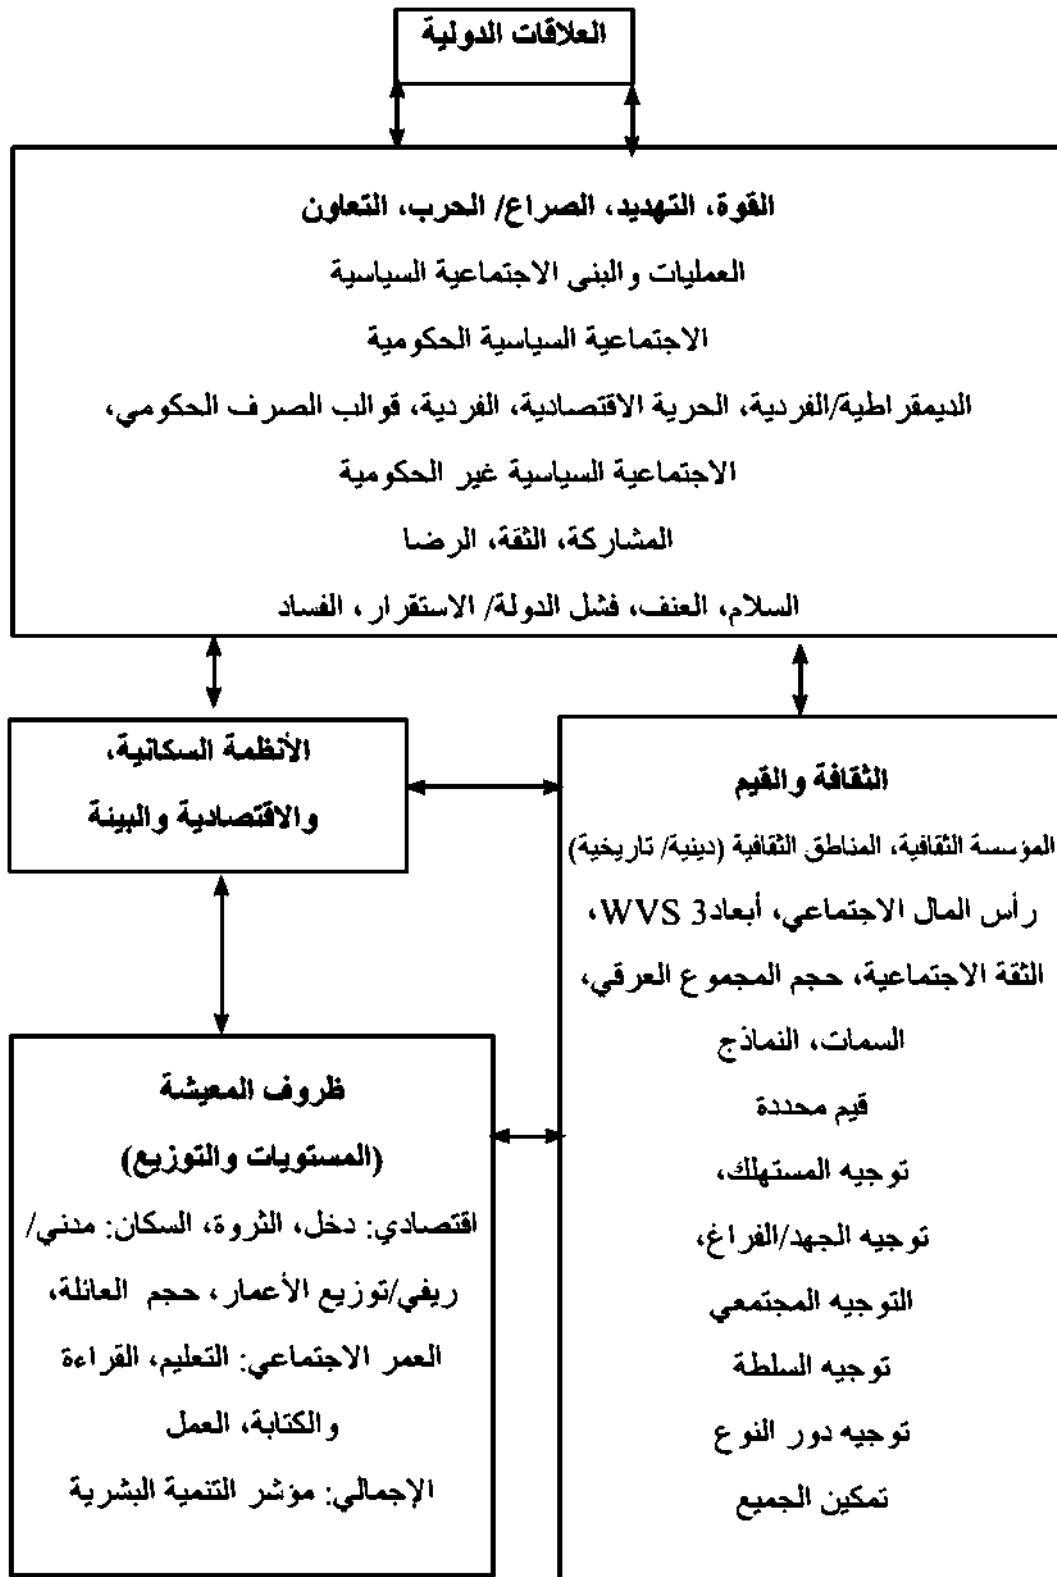 العلاقات الدولية
القوة، التهديد، الصراع/ الحرب، التعاون
العمليات والبنى الاجتماعية السياسية
الاجتماعية السياسية الحكومية
الديمقراطية/الفردية، الحرية الاقتصادية، الفردية، قوالب الصرف الحكومي،
الاجتماعية السياسية غير الحكومية
المشاركة، الثقة، الرضا
السلام، العنف، فشل الدولة/ الاستقرار، الفساد
الأنظمة السكانية،
والاقتصادية والبيئة
الثقافة والقيم
المؤسسة الثقافية، المناطق الثقافية (دينية/ تاريخية)
رأس المال الاجتماعي، أبعاد3 WVS،
الثقة الاجتماعية، حجم المجموع العرقي،
السمات، النماذج
قيم محددة
توجيه المستهلك،
توجيه الجهد/الفراغ،
التوجيه المجتمعي
توجيه السلطة
توجيه دور النوع
تمكين الجميع
ظروف المعيشة
(المستويات والتوزيع)
اقتصادي: دخل، الثروة، السكان: مدني/
ريفي/توزيع الأعمار، حجم العائلة،
العمر الاجتماعي: التعليم، القراءة
والكتابة، العمل
الإجمالي: مؤشر التنمية البشرية